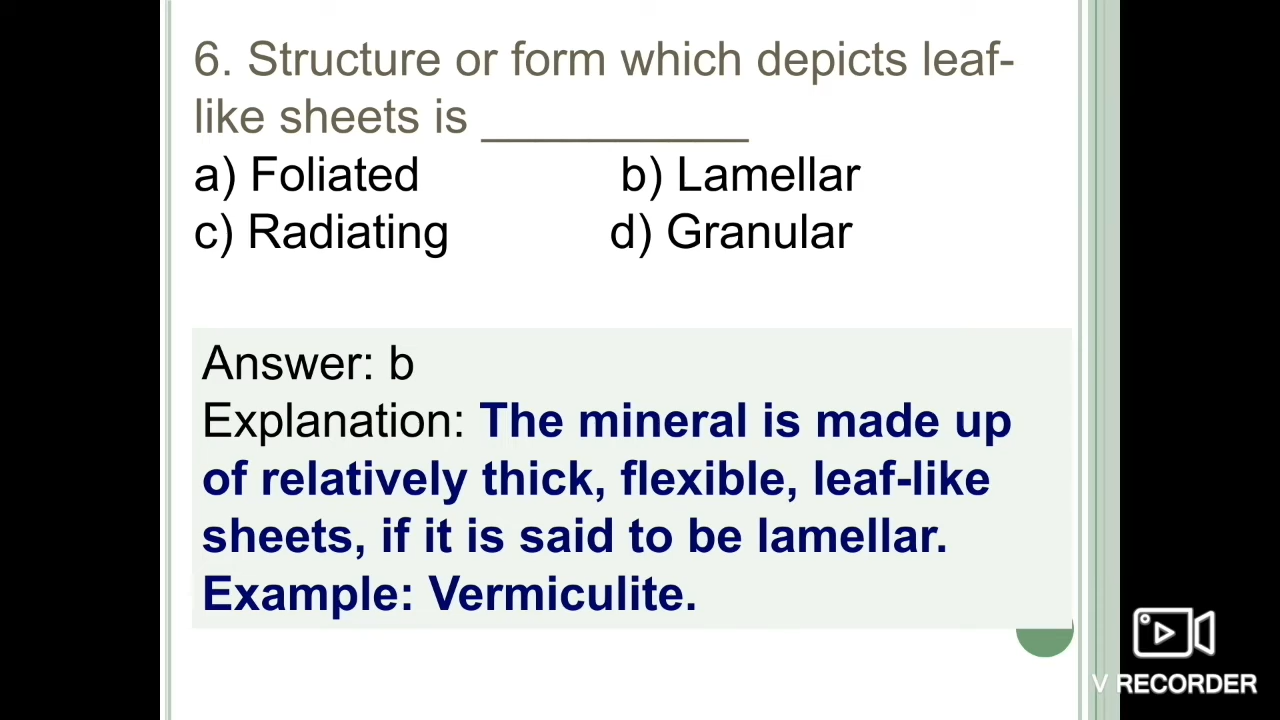 6. Structure or form which depicts leaf-
like sheets is ___________
a) Foliated b) Lamellar
c) Radiating d) Granular
Answer: b
Explanation: The mineral is made up
of relatively thick, flexible, leaf-like
sheets, if it is said to be lamellar.
Example: Vermiculite.
V RECORDER